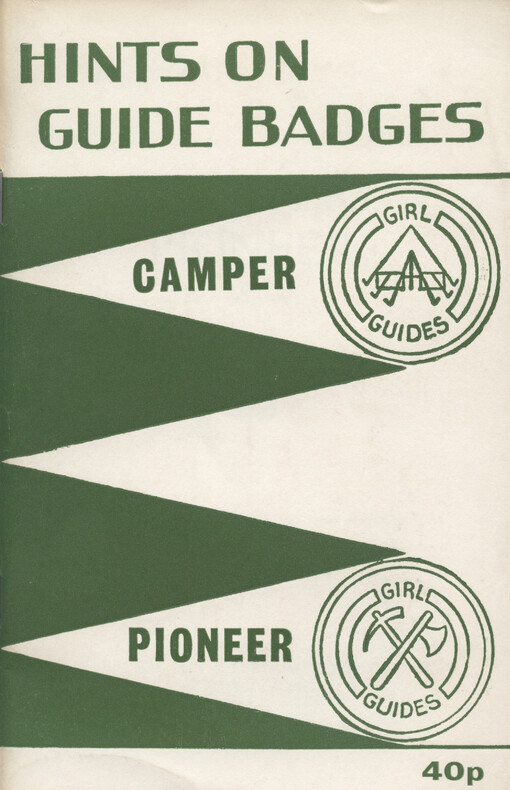 HINTS ON
GUIDE BADGES
GIRL
CAMPER
GUIDES
GIRL
PIONEER
GUIDES
40p